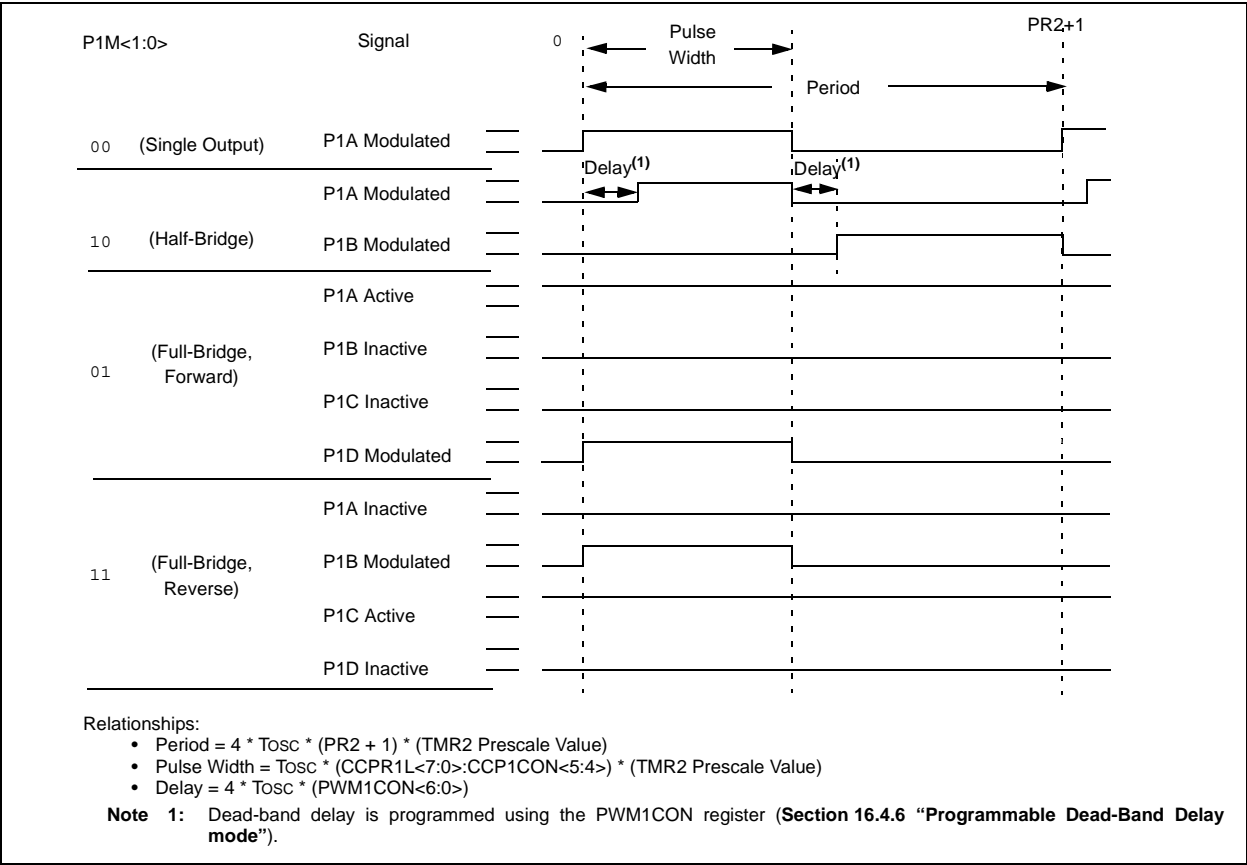 P1M<1:0> Signal 0 Pulse Width PR2+1
Period
00 (Single Output) P1A Modulated
Delay(1) Delay(1)
P1A Modulated
10 (Half-Bridge) P1B Modulated
P1A Active
P1B Inactive
01 (Full-Bridge, Forward)
P1C Inactive
P1D Modulated
P1A Inactive
P1B Modulated
11 (Full-Bridge, Reverse)
P1C Active
P1D Inactive
Relationships:
• Period = 4 * TOSC * (PR2 + 1) * (TMR2 Prescale Value)
• Pulse Width = TOSC * (CCPR1L<7:0>:CCP1CON<5:4>) * (TMR2 Prescale Value)
• Delay = 4 * TOSC * (PWM1CON<6:0>)
Note 1: Dead-band delay is programmed using the PWM1CON register (Section 16.4.6 “Programmable Dead-Band Delay
mode”).